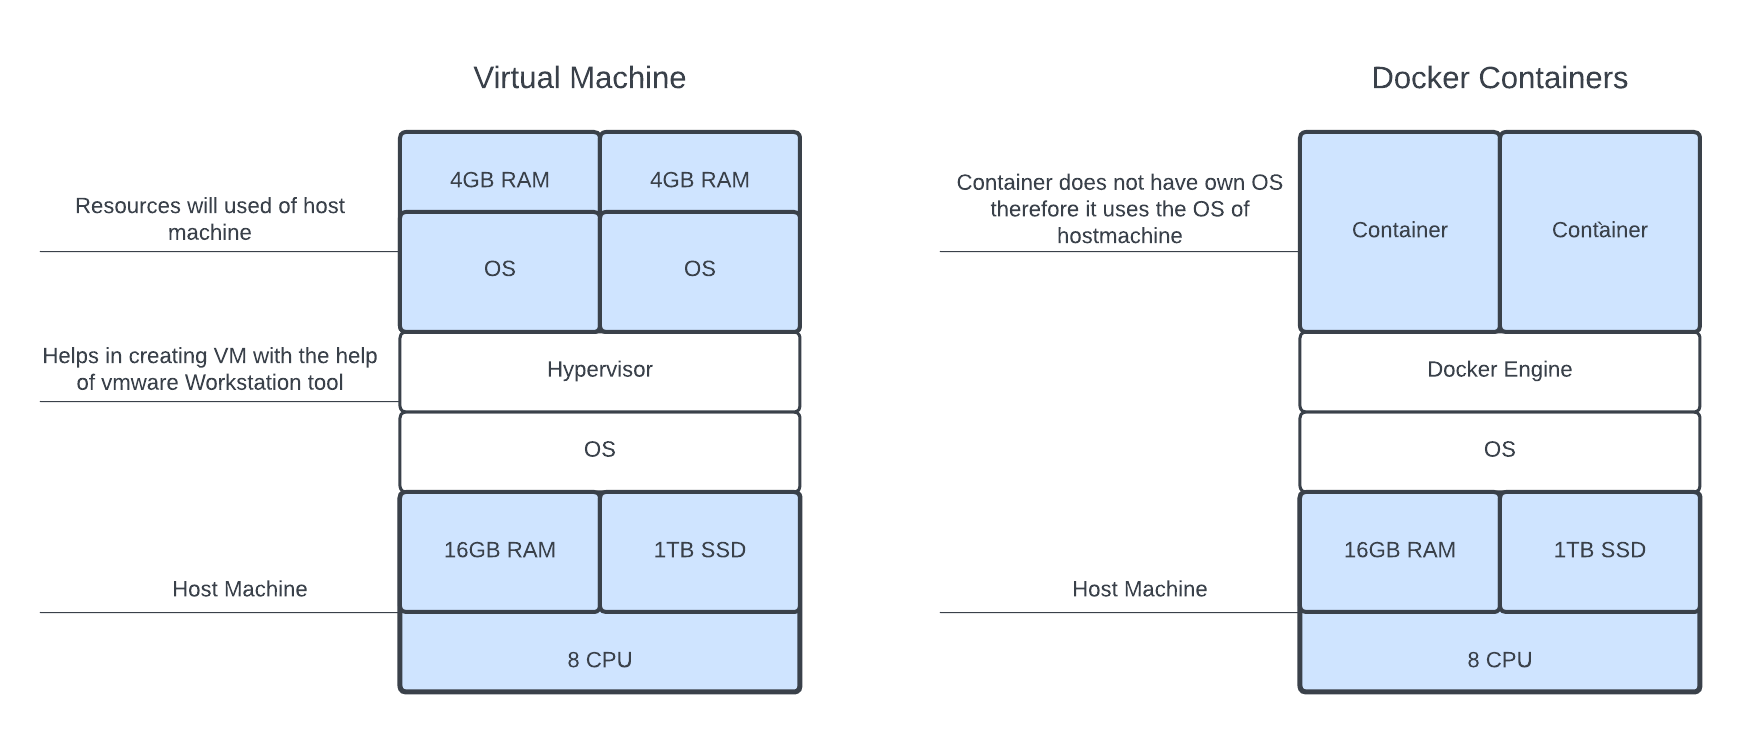 Virtual Machine
4GB RAM
4GB RAM
Resources will used of host
machine
OS
OS
Helps in creating VM with the help
of vmware Workstation tool
Hypervisor
OS
16GB RAM
1TB SSD
Host Machine
8 CPU
Docker Containers
Container does not have own OS
therefore it uses the OS of
hostmachine
Container
Container
Docker Engine
OS
16GB RAM
1TB SSD
Host Machine
8 CPU